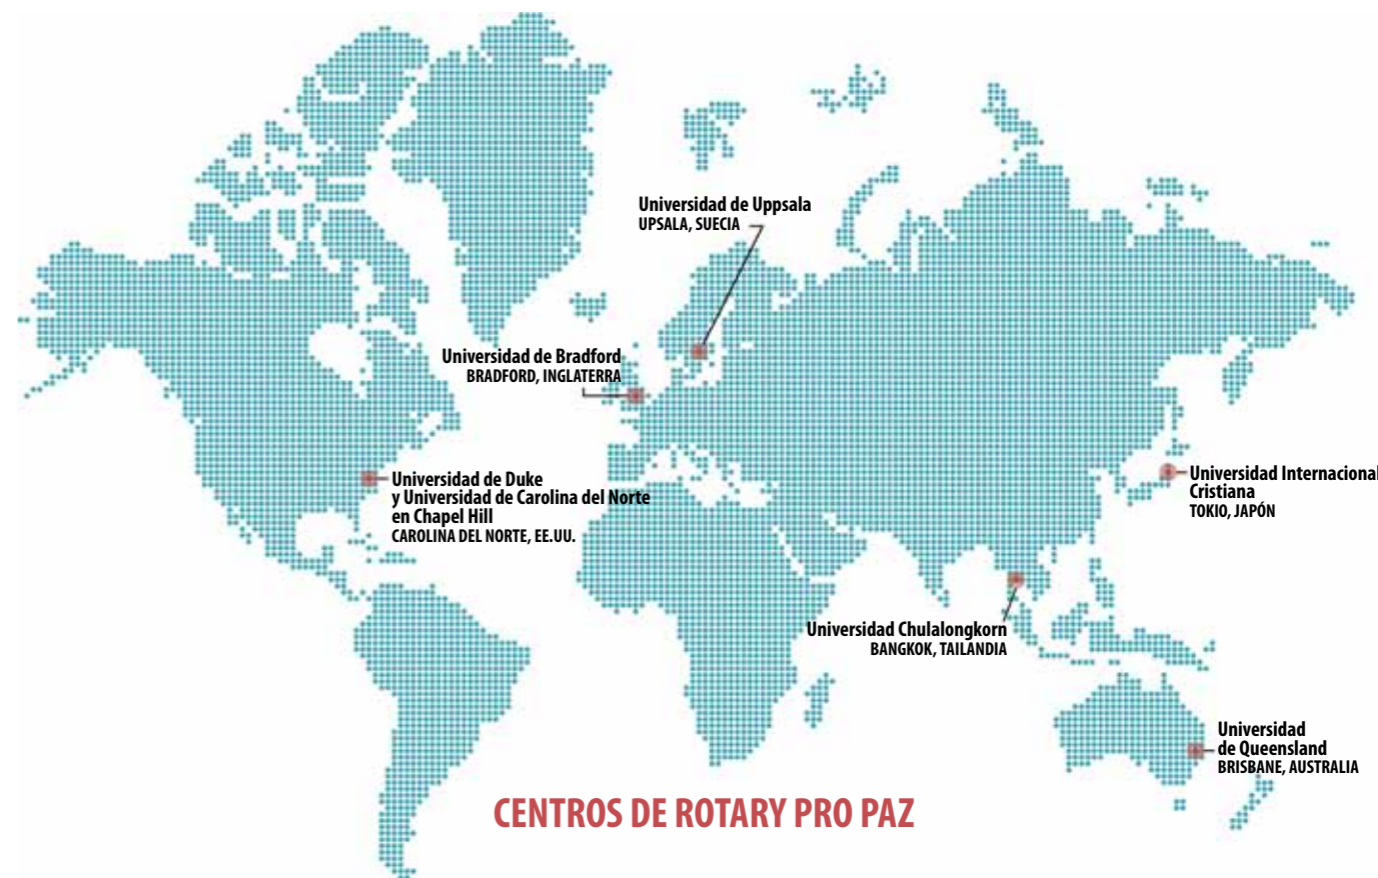 Universidad de Uppsala
UPSALA, SUECIA
Universidad de Bradford
BRADFORD, INGLATERRA
Universidad de Duke
y Universidad de Carolina del Norte
en Chapel Hill
CAROLINA DEL NORTE, EE.UU.
Universidad Internacional
Cristiana
TOKIO, JAPÓN
Universidad Chulalongkorn
BANGKOK, TAILANDIA
Universidad
de Queensland
BRISBANE, AUSTRALIA
CENTROS DE ROTARY PRO PAZ